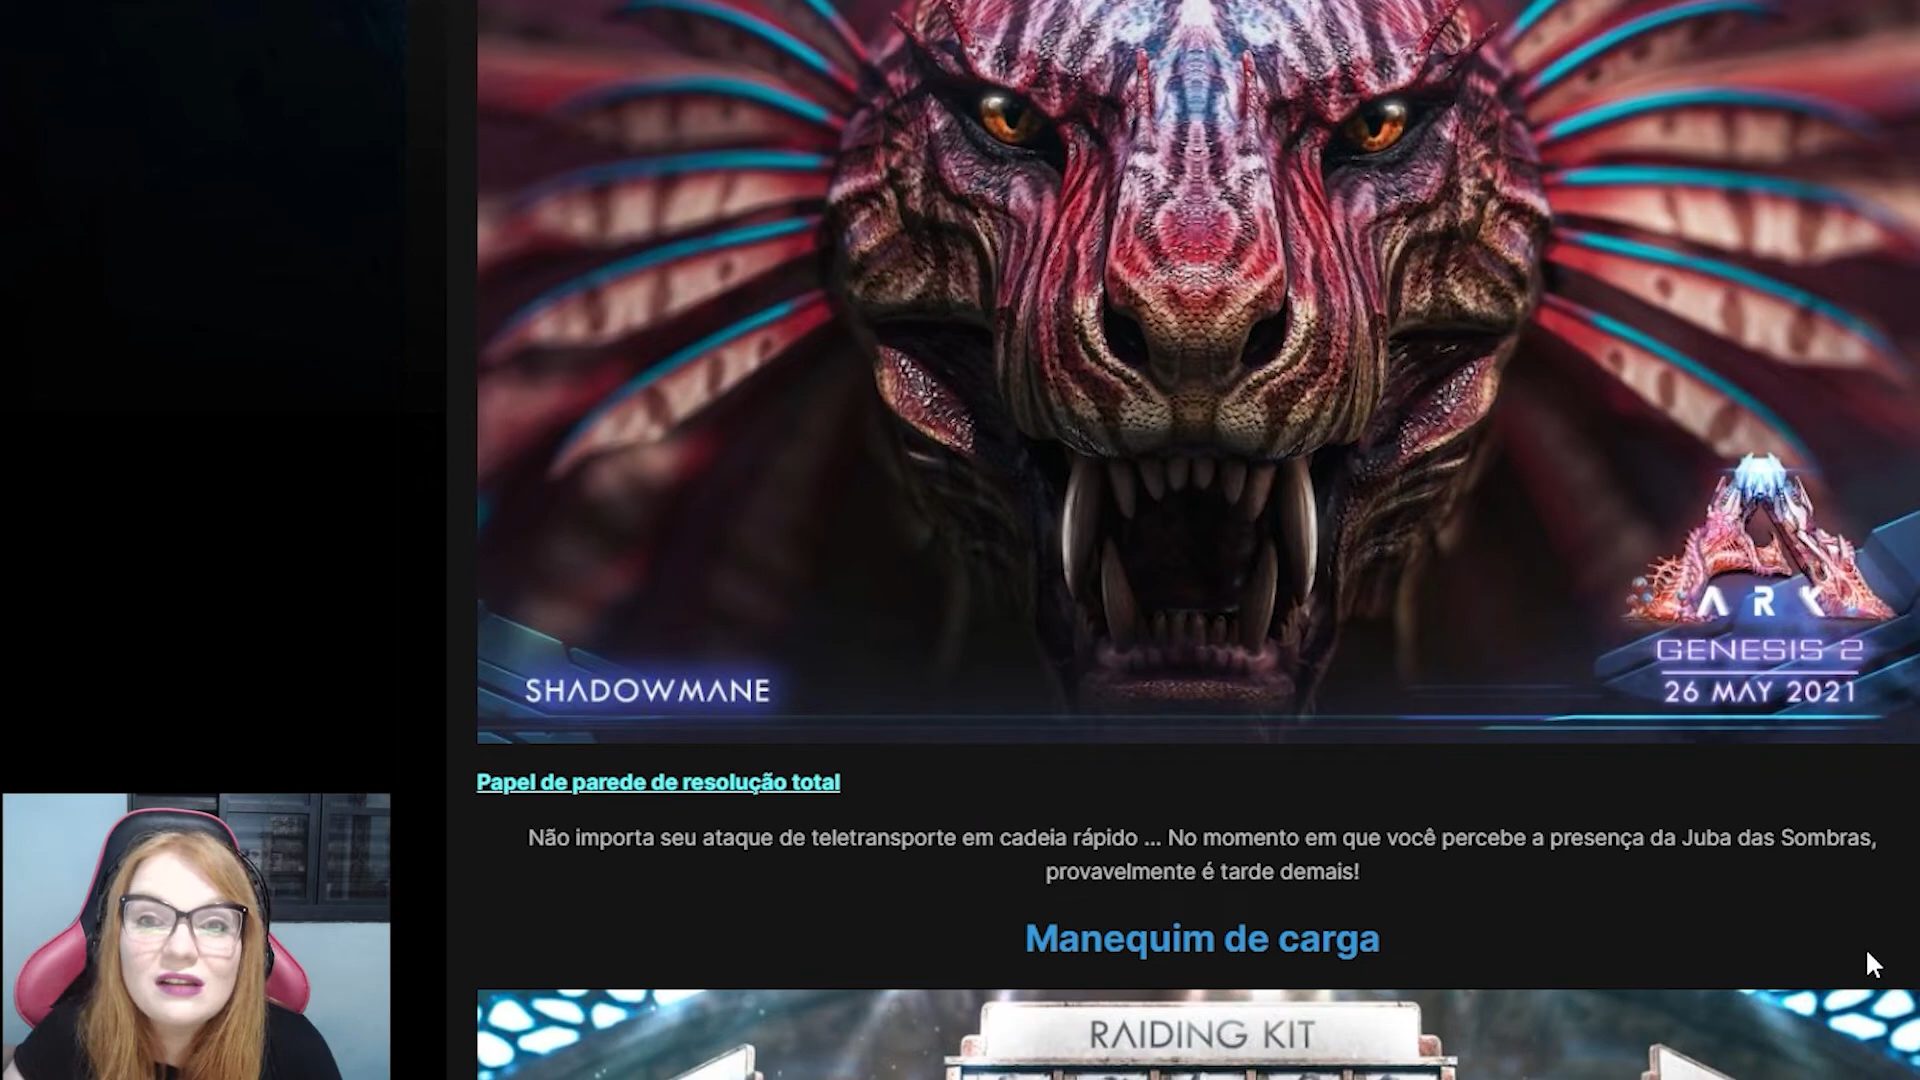 ARK
GENESIS 2
26 MAY 2021
SHADOWMANE
Papel de parede de resolução total
Não importa seu ataque de teletransporte em cadeia rápido ... No momento em que você percebe a presença da Juba das Sombras,
provavelmente é tarde demais!
Manequim de carga
RAIDING KIT